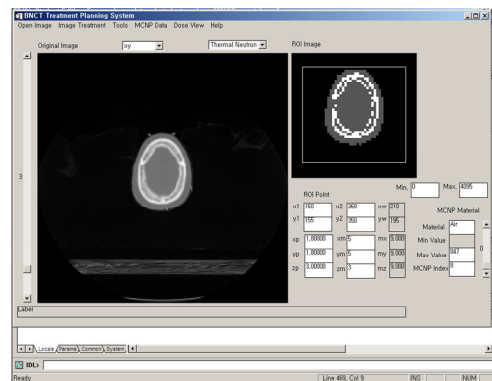 BNCT Treatment Planning System
Open Image Image Treatment Tools MCNP Data Dose View Help
Original Image xy Thermal Neutron ROI Image
3
Min, 0 Max, 4095
ROI Point
x1 160 x2 360 xw 210
y1 155 y2 350 yw 195
xp 1,80000 xm 5 mx 9,000
yp 1,80000 ym 5 my 9,000
zp 3,00000 zm 3 mz 9,000
MCNP Material
Material Air
Min Value
Max Value 847
MCNP Index 8
0
Label
Locals Params Common System
IDL>
Ready Line 469, Col 9 INS NUM